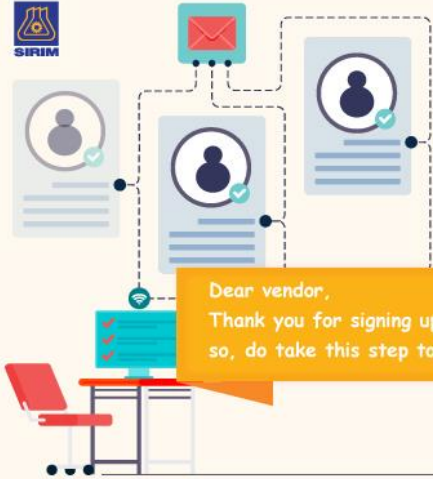 SIRIM
Dear vendor,
Thank you for signing up
so, do take this step to